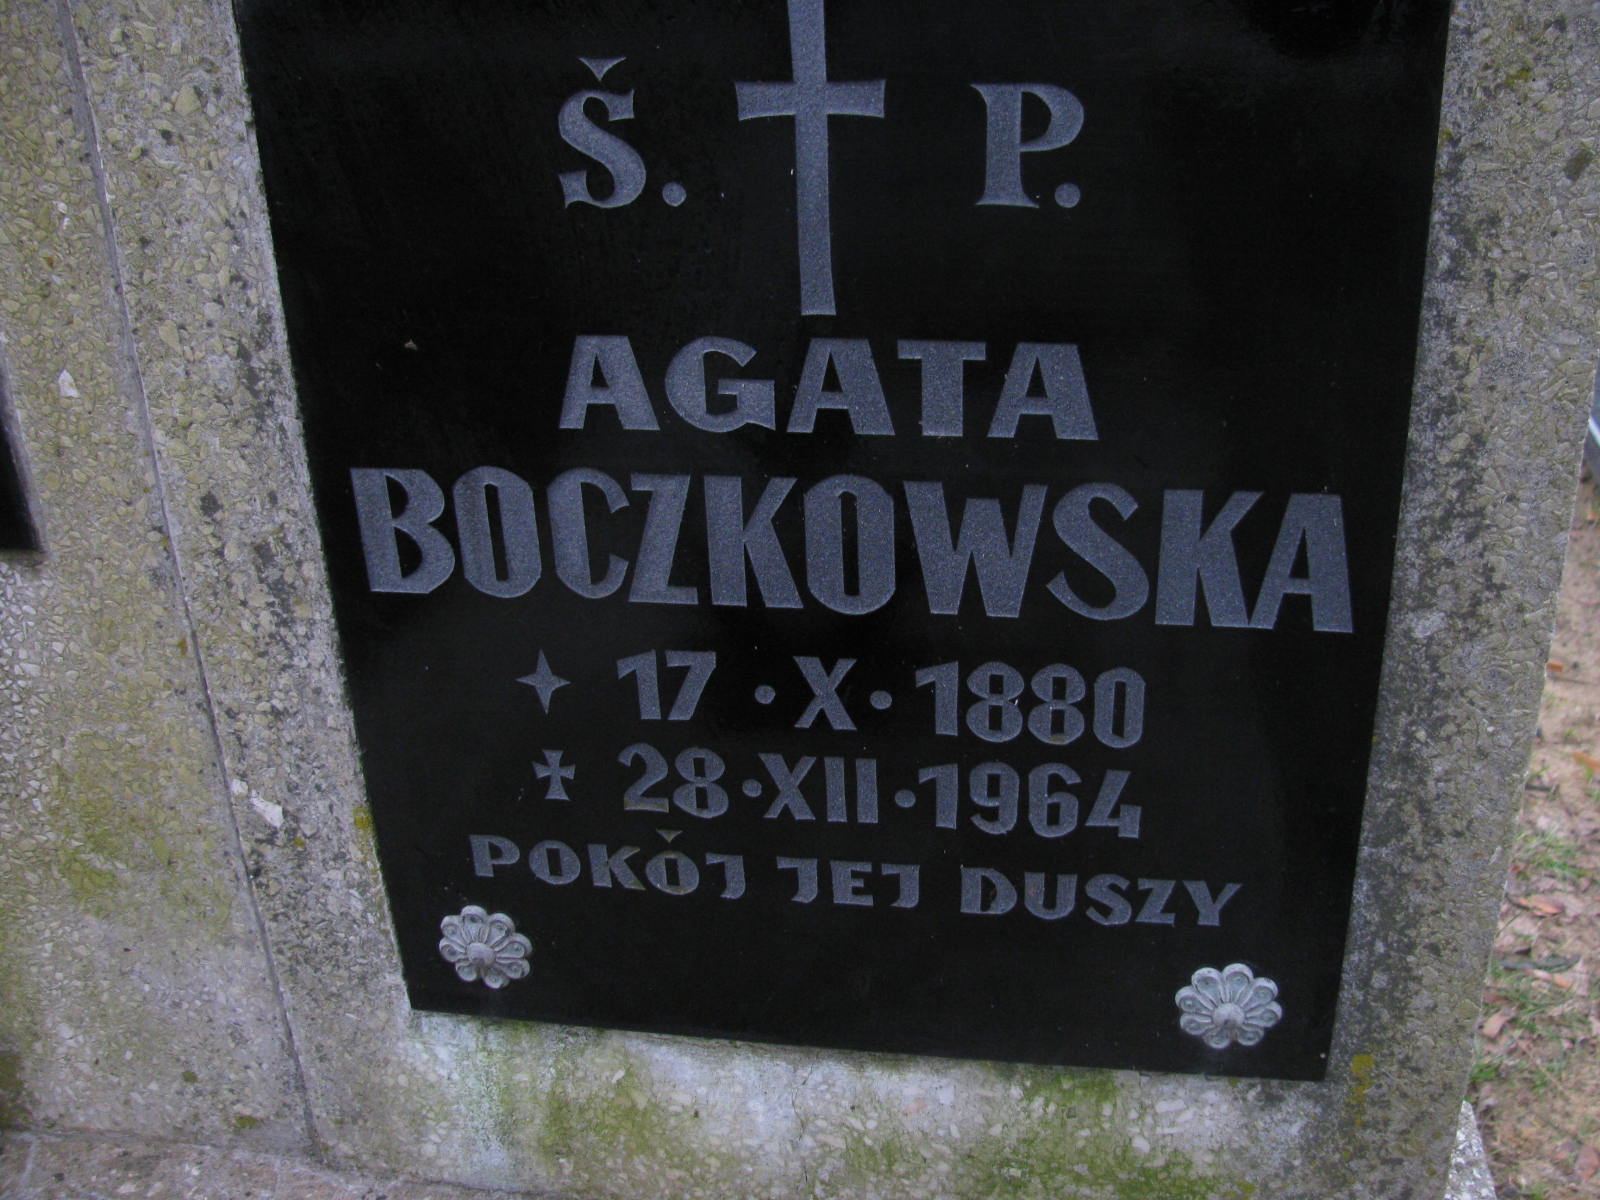 Ś. P.
AGATA
BOCZKOWSKA
17 · X · 1880
28 · XII · 1964
POKÓJ JEJ DUSZY